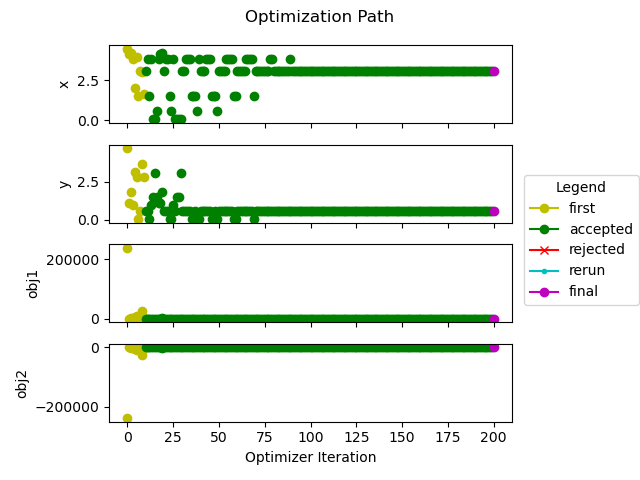 Optimization Path
x
2.5
0.0
y
2.5
0.0
obj1
200000
0
obj2
0
−200000
0 25 50 75 100 125 150 175 200
Optimizer Iteration
Legend
first
accepted
rejected
rerun
final